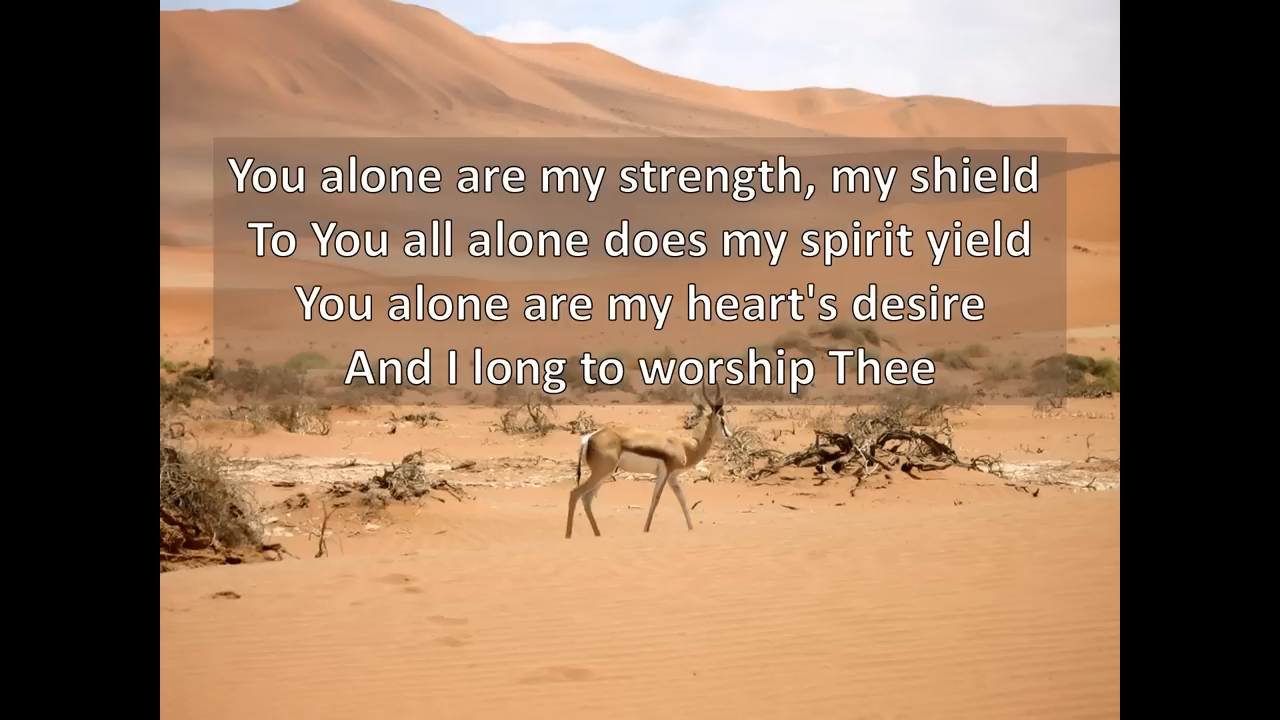 You alone are my strength, my shield
To You all alone does my spirit yield
You alone are my heart's desire
And I long to worship Thee